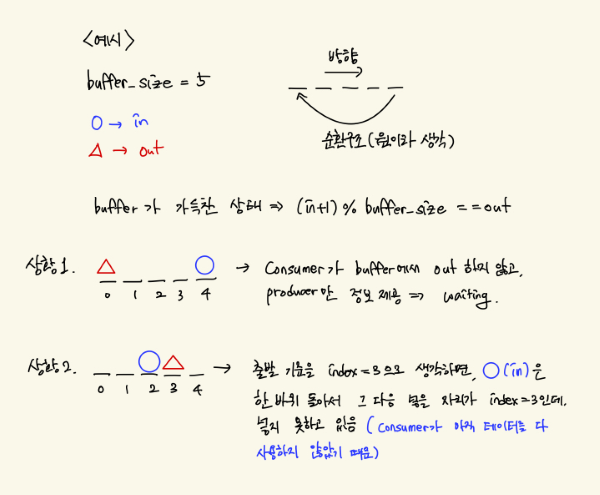 <예시>
buffer_size = 5
방향
O → in
△ → out
순환구조(원이라 생각)
buffer가 가득찬 상태 ⇒ (in+1) % buffer_size == out
상황1. 0 1 2 3 4 → Consumer가 buffer에서 out 하지 않고,
producer만 정보 제공 ⇒ waiting.
상황2. 0 1 2 3 4 → 출발 기준을 index=3으로 생각하면, O(in)은
한 바퀴 돌아서 그 다음 넣을 자리가 index=3인데,
넣지 못하고 있음 (Consumer가 아직 데이터를 다
사용하지 않았기 때문)